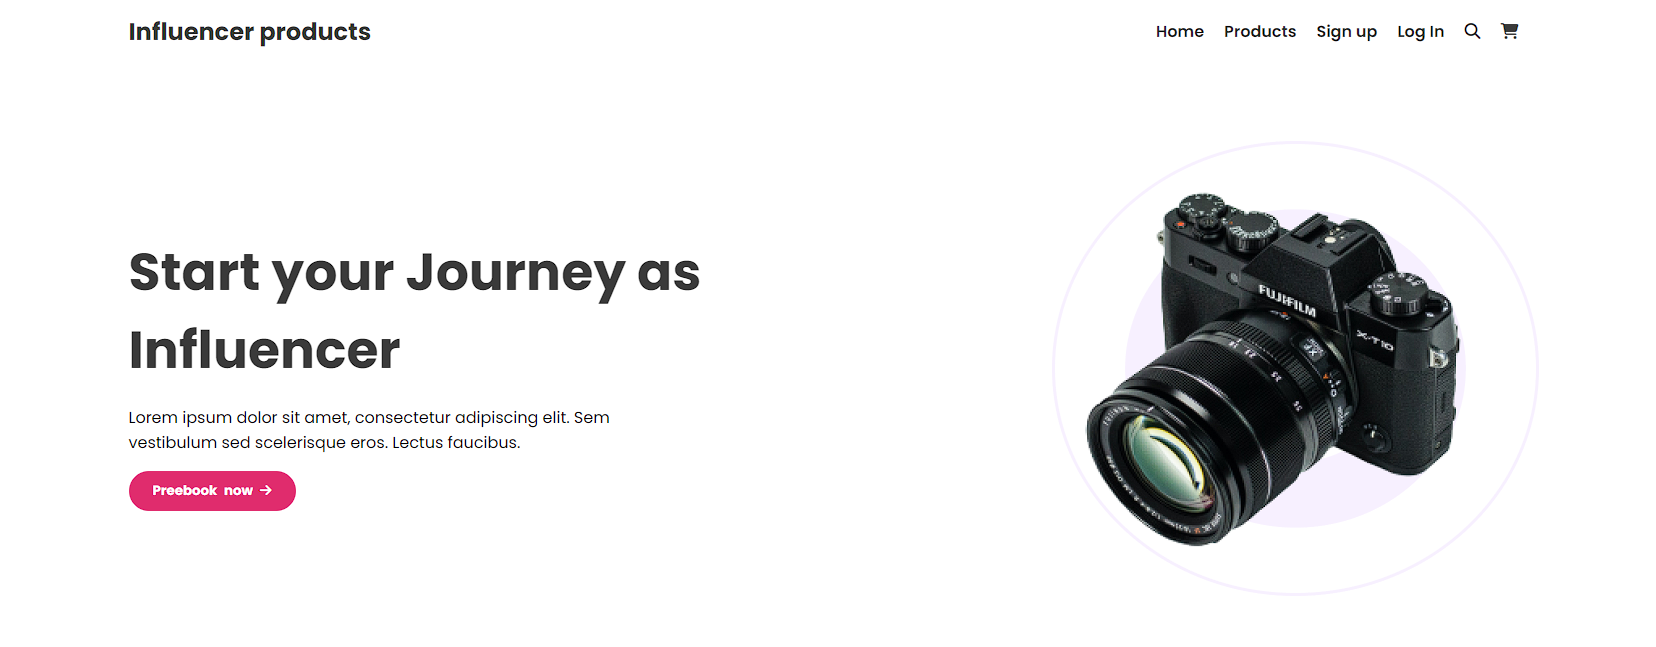 Influencer products
Home Products Sign up Log In
Start your Journey as
Influencer
Lorem ipsum dolor sit amet, consectetur adipiscing elit. Sem
vestibulum sed scelerisque eros. Lectus faucibus.
Preebook now
FUJIFILM
X-T10